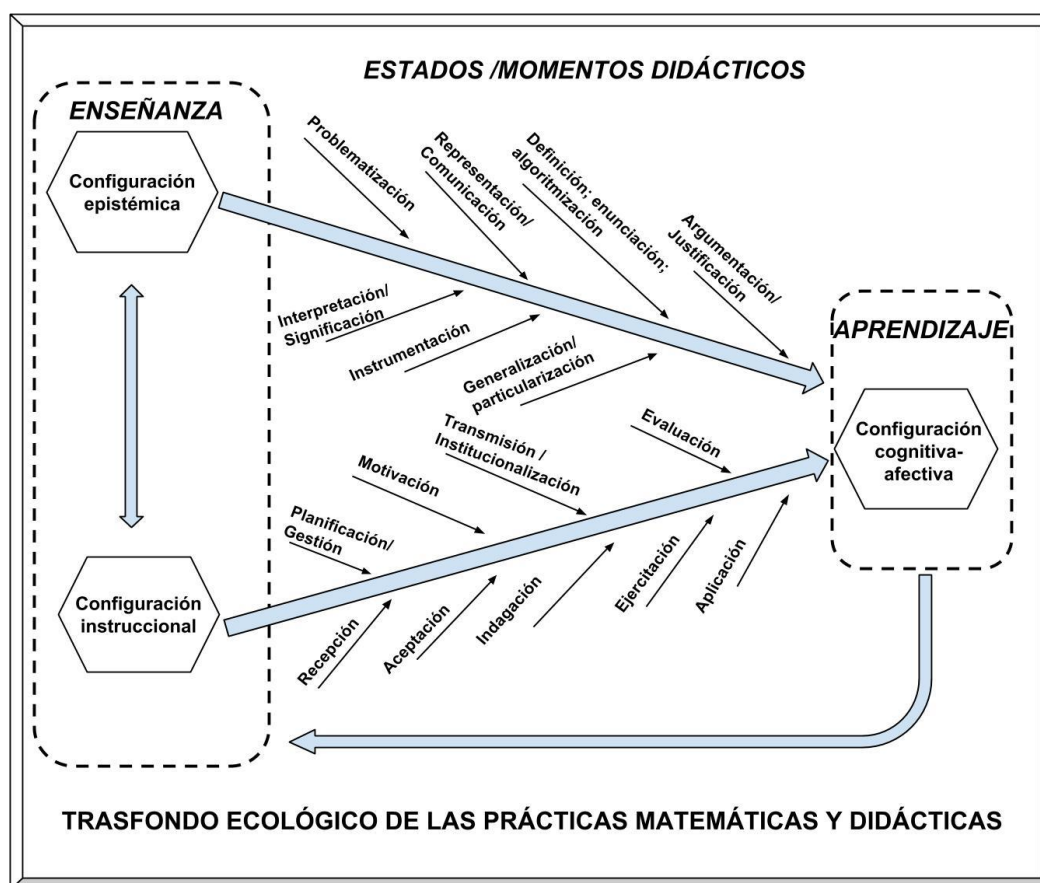 ESTADOS /MOMENTOS DIDÁCTICOS
ENSEÑANZA
Configuración
epistémica
Problematización
Representación/
Comunicación
Definición; enunciación;
algoritmización
Argumentación/
Justificación
Interpretación/
Significación
Instrumentación
Generalización/
particularización
APRENDIZAJE
Configuración
cognitiva-
afectiva
Planificación/
Gestión
Motivación
Transmisión /
Institucionalización
Evaluación
Configuración
instruccional
Recepción
Aceptación
Indagación
Ejercitación
Aplicación
TRASFONDO ECOLÓGICO DE LAS PRÁCTICAS MATEMÁTICAS Y DIDÁCTICAS